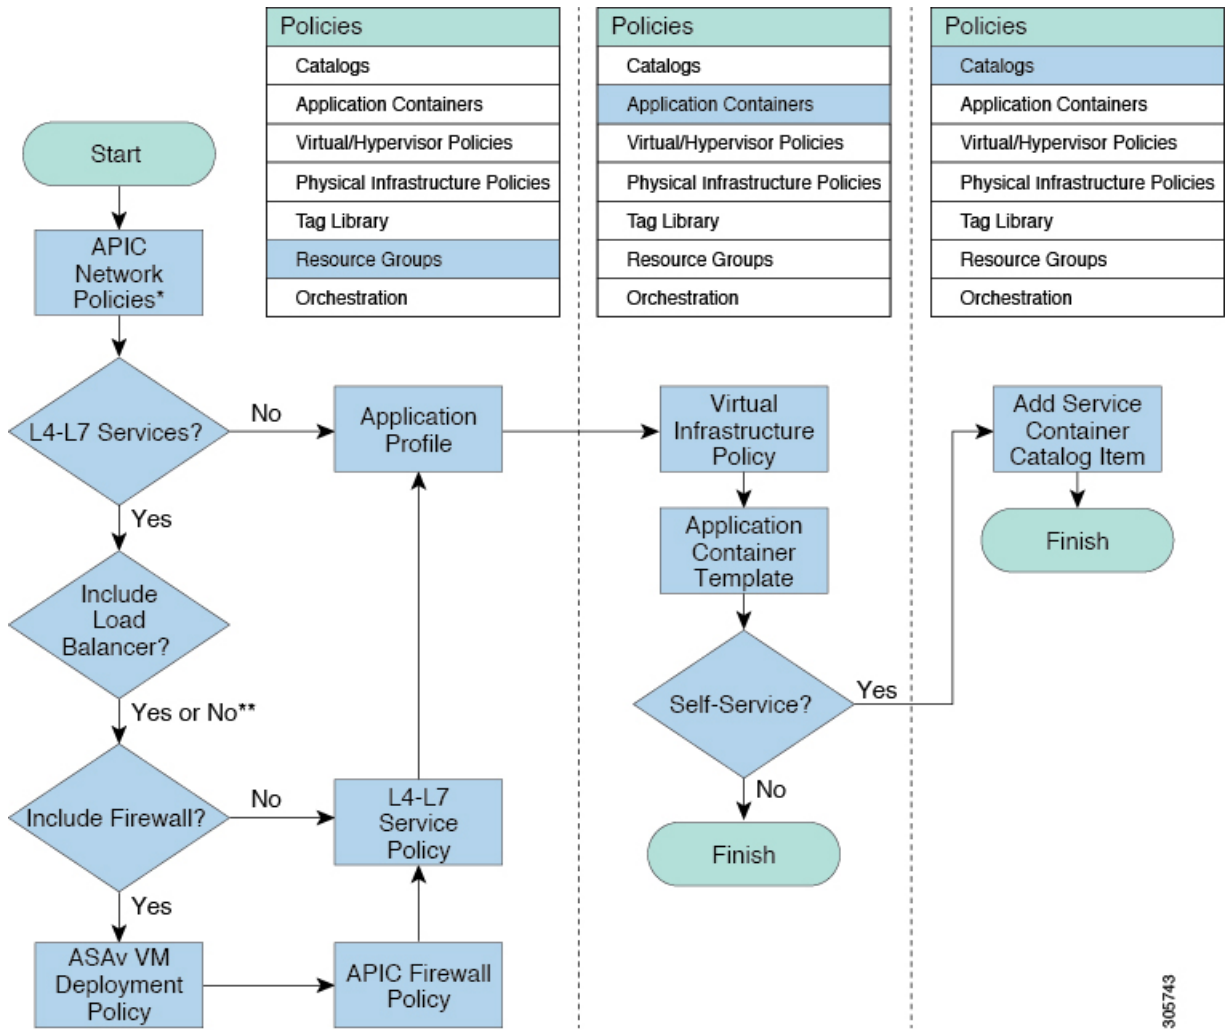 Policies
Catalogs
Application Containers
Virtual/Hypervisor Policies
Physical Infrastructure Policies
Tag Library
Resource Groups
Orchestration
Policies
Catalogs
Application Containers
Virtual/Hypervisor Policies
Physical Infrastructure Policies
Tag Library
Resource Groups
Orchestration
Policies
Catalogs
Application Containers
Virtual/Hypervisor Policies
Physical Infrastructure Policies
Tag Library
Resource Groups
Orchestration
Start
APIC
Network
Policies*
L4-L7 Services?
No
Yes
Include
Load
Balancer?
Yes or No**
Include Firewall?
No
Yes
ASAv VM
Deployment
Policy
APIC Firewall
Policy
L4-L7
Service
Policy
Application
Profile
Virtual
Infrastructure
Policy
Application
Container
Template
Self-Service?
Yes
No
Finish
Add Service
Container
Catalog Item
Finish
305743